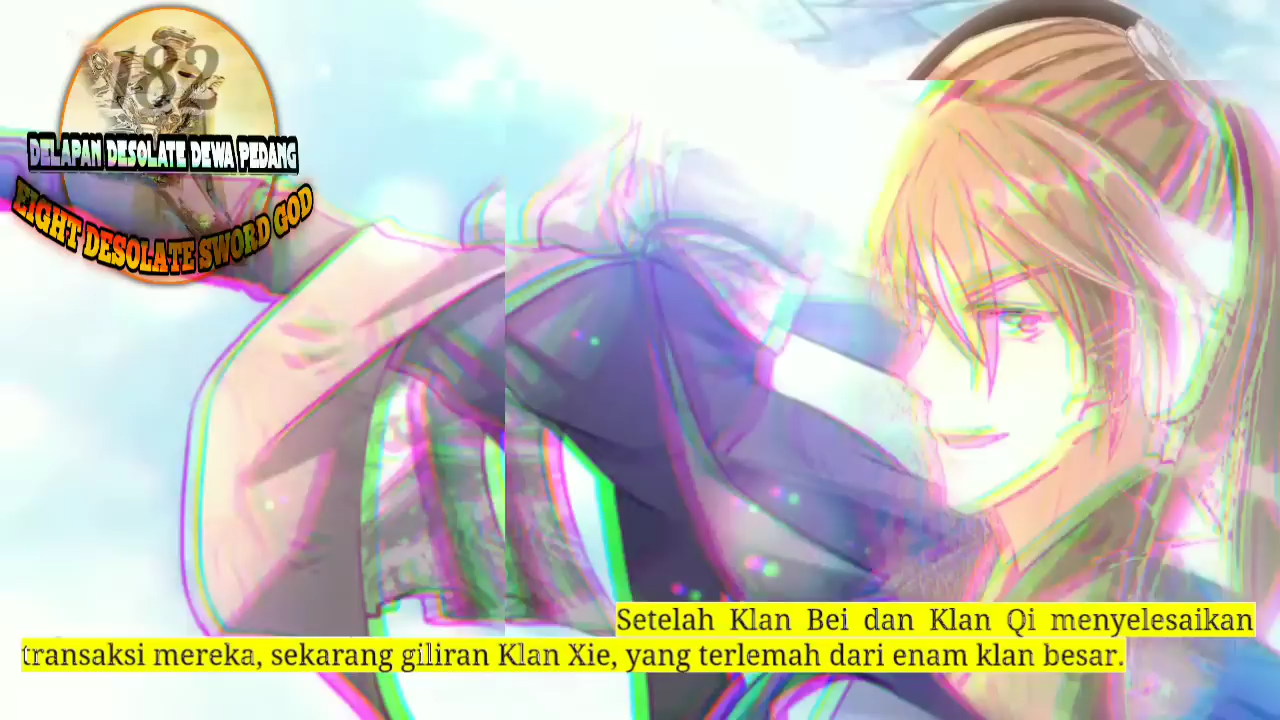 182
DELAPAN DESOLATE DEWA PEDANG
EIGHT DESOLATE SWORD GOD
Setelah Klan Bei dan Klan Qi menyelesaikan
transaksi mereka, sekarang giliran Klan Xie, yang terlemah dari enam klan besar.